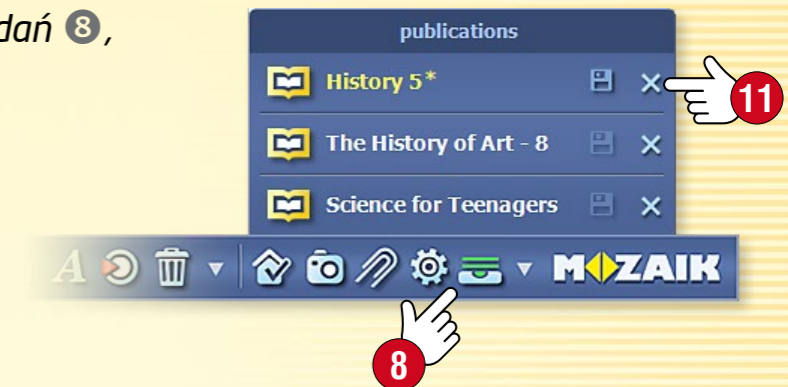 dań 8,
publications
History 5*
The History of Art - 8
Science for Teenagers
11
A
MOZAIK
8